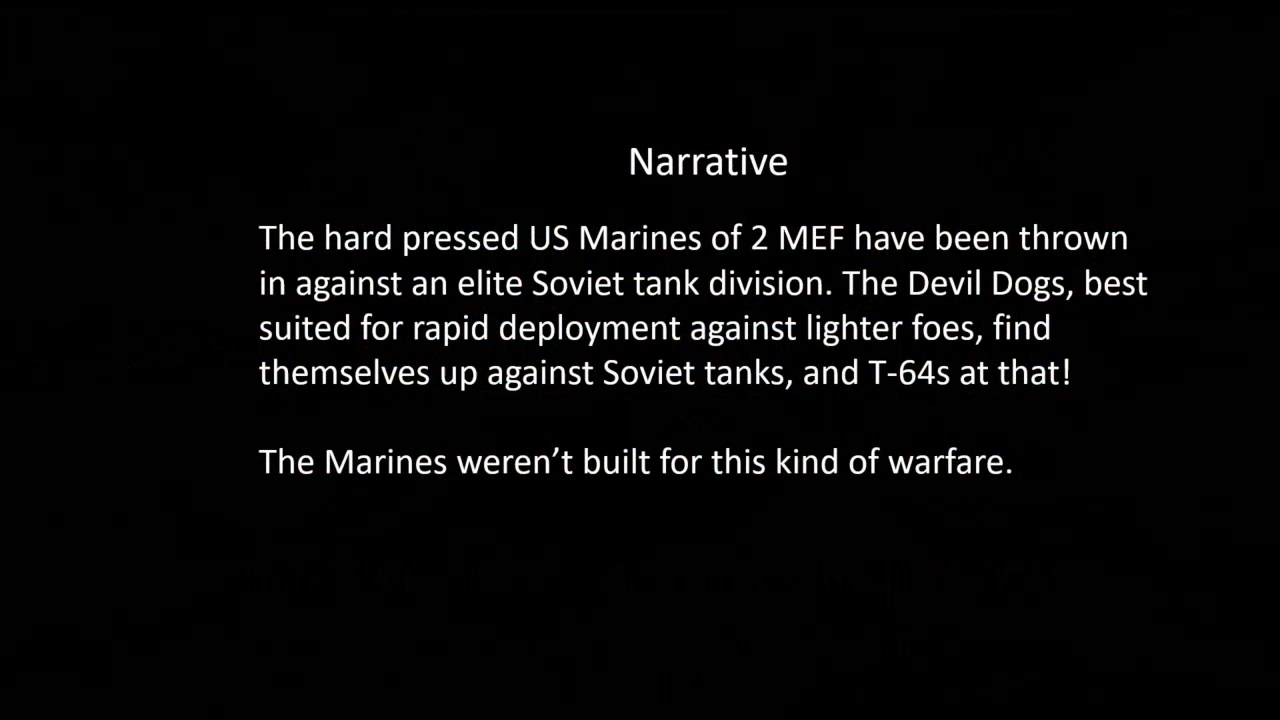 Narrative
The hard pressed US Marines of 2 MEF have been thrown
in against an elite Soviet tank division. The Devil Dogs, best
suited for rapid deployment against lighter foes, find
themselves up against Soviet tanks, and T-64s at that!
The Marines weren’t built for this kind of warfare.